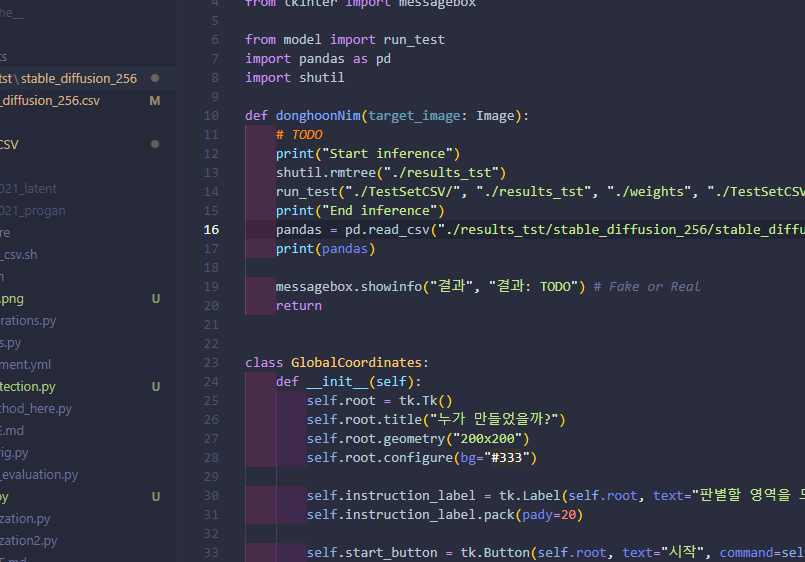 he__
ts
tst\stable_diffusion_256
_diffusion_256.csv M
CSV
2021_latent
2021_progan
re
_csv.sh
n
.png U
rations.py
s.py
ment.yml
tection.py U
thod_here.py
E.md
rig.py
_evaluation.py
py U
zation.py
zation2.py
E.md
4 from tkinter import messagebox
5
6 from model import run_test
7 import pandas as pd
8 import shutil
9
10 def donghoonNim(target_image: Image):
11 # TODO
12 print("Start inference")
13 shutil.rmtree("./results_tst")
14 run_test("./TestSetCSV/", "./results_tst", "./weights", "./TestSetCSV
15 print("End inference")
16 pandas = pd.read_csv("./results_tst/stable_diffusion_256/stable_diffu
17 print(pandas)
18
19 messagebox.showinfo("결과", "결과: TODO") # Fake or Real
20 return
21
22
23 class GlobalCoordinates:
24 def __init__(self):
25 self.root = tk.Tk()
26 self.root.title("누가 만들었을까?")
27 self.root.geometry("200x200")
28 self.root.configure(bg="#333")
29
30 self.instruction_label = tk.Label(self.root, text="판별할 영역을
31 self.instruction_label.pack(pady=20)
32
33 self.start_button = tk.Button(self.root, text="시작", command=sel